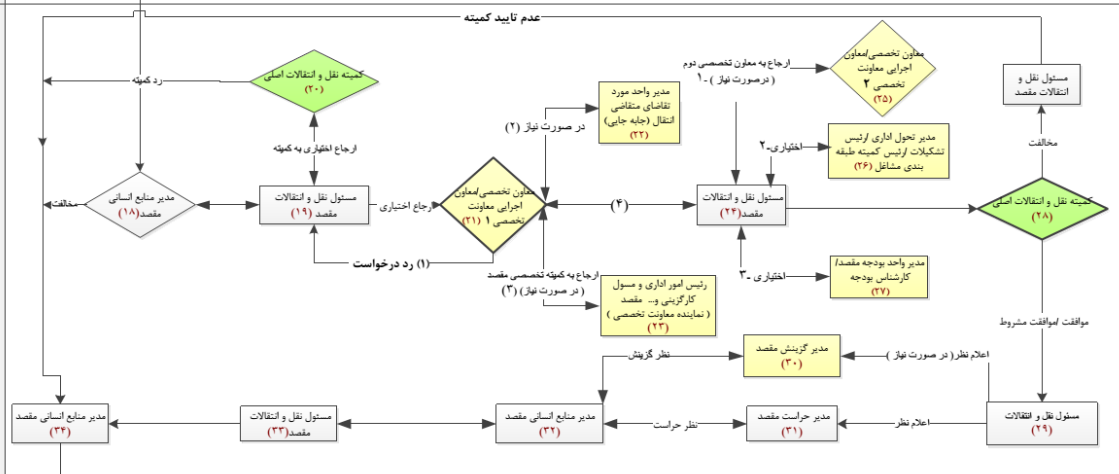 عدم تایید کمیته
رد کمیته
کمیته نقل و انتقالات اصلی
(۲۰)
ارجاع اختیاری به کمیته
مدیر منابع انسانی
مقصد(۱۸)
مخالفت
مسئول نقل و انتقالات
مقصد (۱۹)
ارجاع اختیاری
معاون تخصصی/معاون
اجرایی معاونت
تخصصی ۱ (۲۱)
(۱) رد درخواست
در صورت نیاز (۲)
مدیر واحد مورد
تقاضای متقاضی
انتقال (جابه جایی)
(۲۲)
ارجاع به کمیته تخصصی مقصد
( در صورت نیاز) (۳)
رئیس امور اداری و مسول
کارگزینی و... مقصد
( نماینده معاونت تخصصی )
(۲۳)
(۴)
ارجاع به معاون تخصصی دوم
( درصورت نیاز ) -۱
معاون تخصصی/معاون
اجرایی معاونت
تخصصی ۲
(۲۵)
اختیاری-۲
مدیر تحول اداری /رئیس
تشکیلات /رئیس کمیته طبقه
بندی مشاغل (۲۶)
مسئول نقل و انتقالات
مقصد(۲۴)
اختیاری -۳
مدیر واحد بودجه مقصد/
کارشناس بودجه
(۲۷)
مسئول نقل و
انتقالات مقصد
مخالفت
کمیته نقل و انتقالات اصلی
(۲۸)
موافقت /موافقت مشروط
مسئول نقل و انتقالات
(۲۹)
اعلام نظر( در صورت نیاز )
مدیر گزینش مقصد
(۳۰)
نظر گزینش
اعلام نظر
مدیر حراست مقصد
(۳۱)
نظر حراست
مدیر منابع انسانی مقصد
(۳۲)
مسئول نقل و انتقالات
مقصد(۳۳)
مدیر منابع انسانی مقصد
(۳۴)